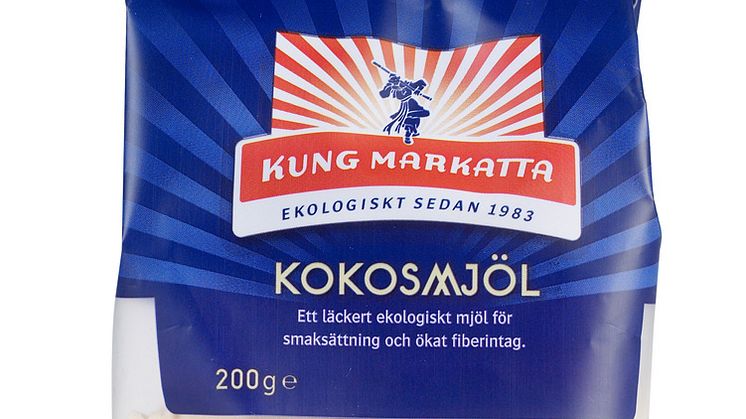 KUNG MARKATTA
EKOLOGISKT SEDAN 1983
KOKOSMJÖL
Ett läckert ekologiskt mjöl för
smaksättning och ökat fiberintag.
200g ℮